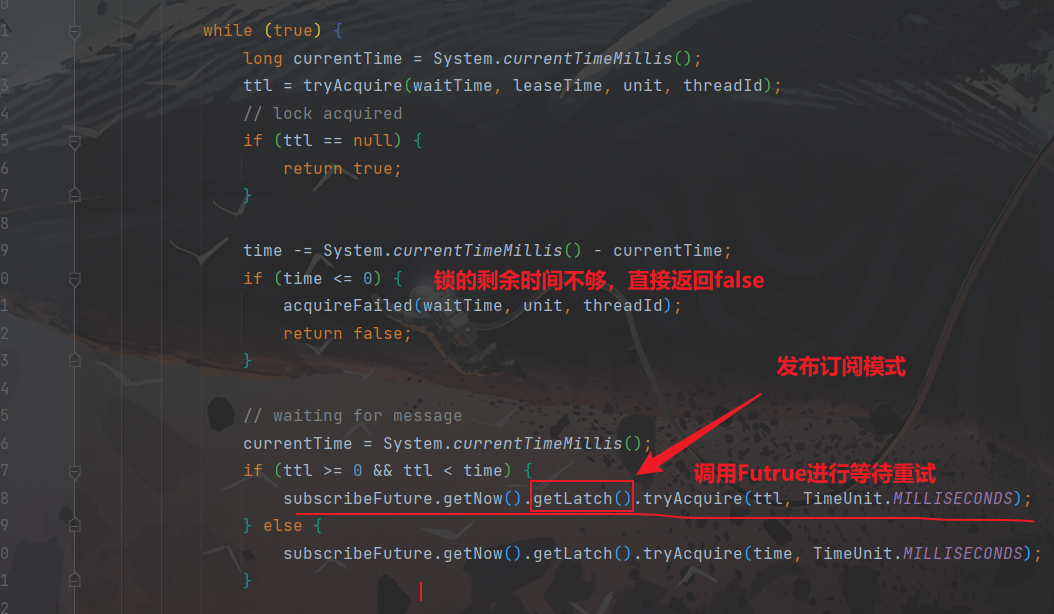 while (true) {
long currentTime = System.currentTimeMillis();
ttl = tryAcquire(waitTime, leaseTime, unit, threadId);
// lock acquired
if (ttl == null) {
return true;
}
time -= System.currentTimeMillis() - currentTime;
if (time <= 0) { 锁的剩余时间不够，直接返回false
acquireFailed(waitTime, unit, threadId);
return false;
}
发布订阅模式
// waiting for message
currentTime = System.currentTimeMillis();
if (ttl >= 0 && ttl < time) { 调用Futrue进行等待重试
subscribeFuture.getNow().getLatch().tryAcquire(ttl, TimeUnit.MILLISECONDS);
} else {
subscribeFuture.getNow().getLatch().tryAcquire(time, TimeUnit.MILLISECONDS);
}